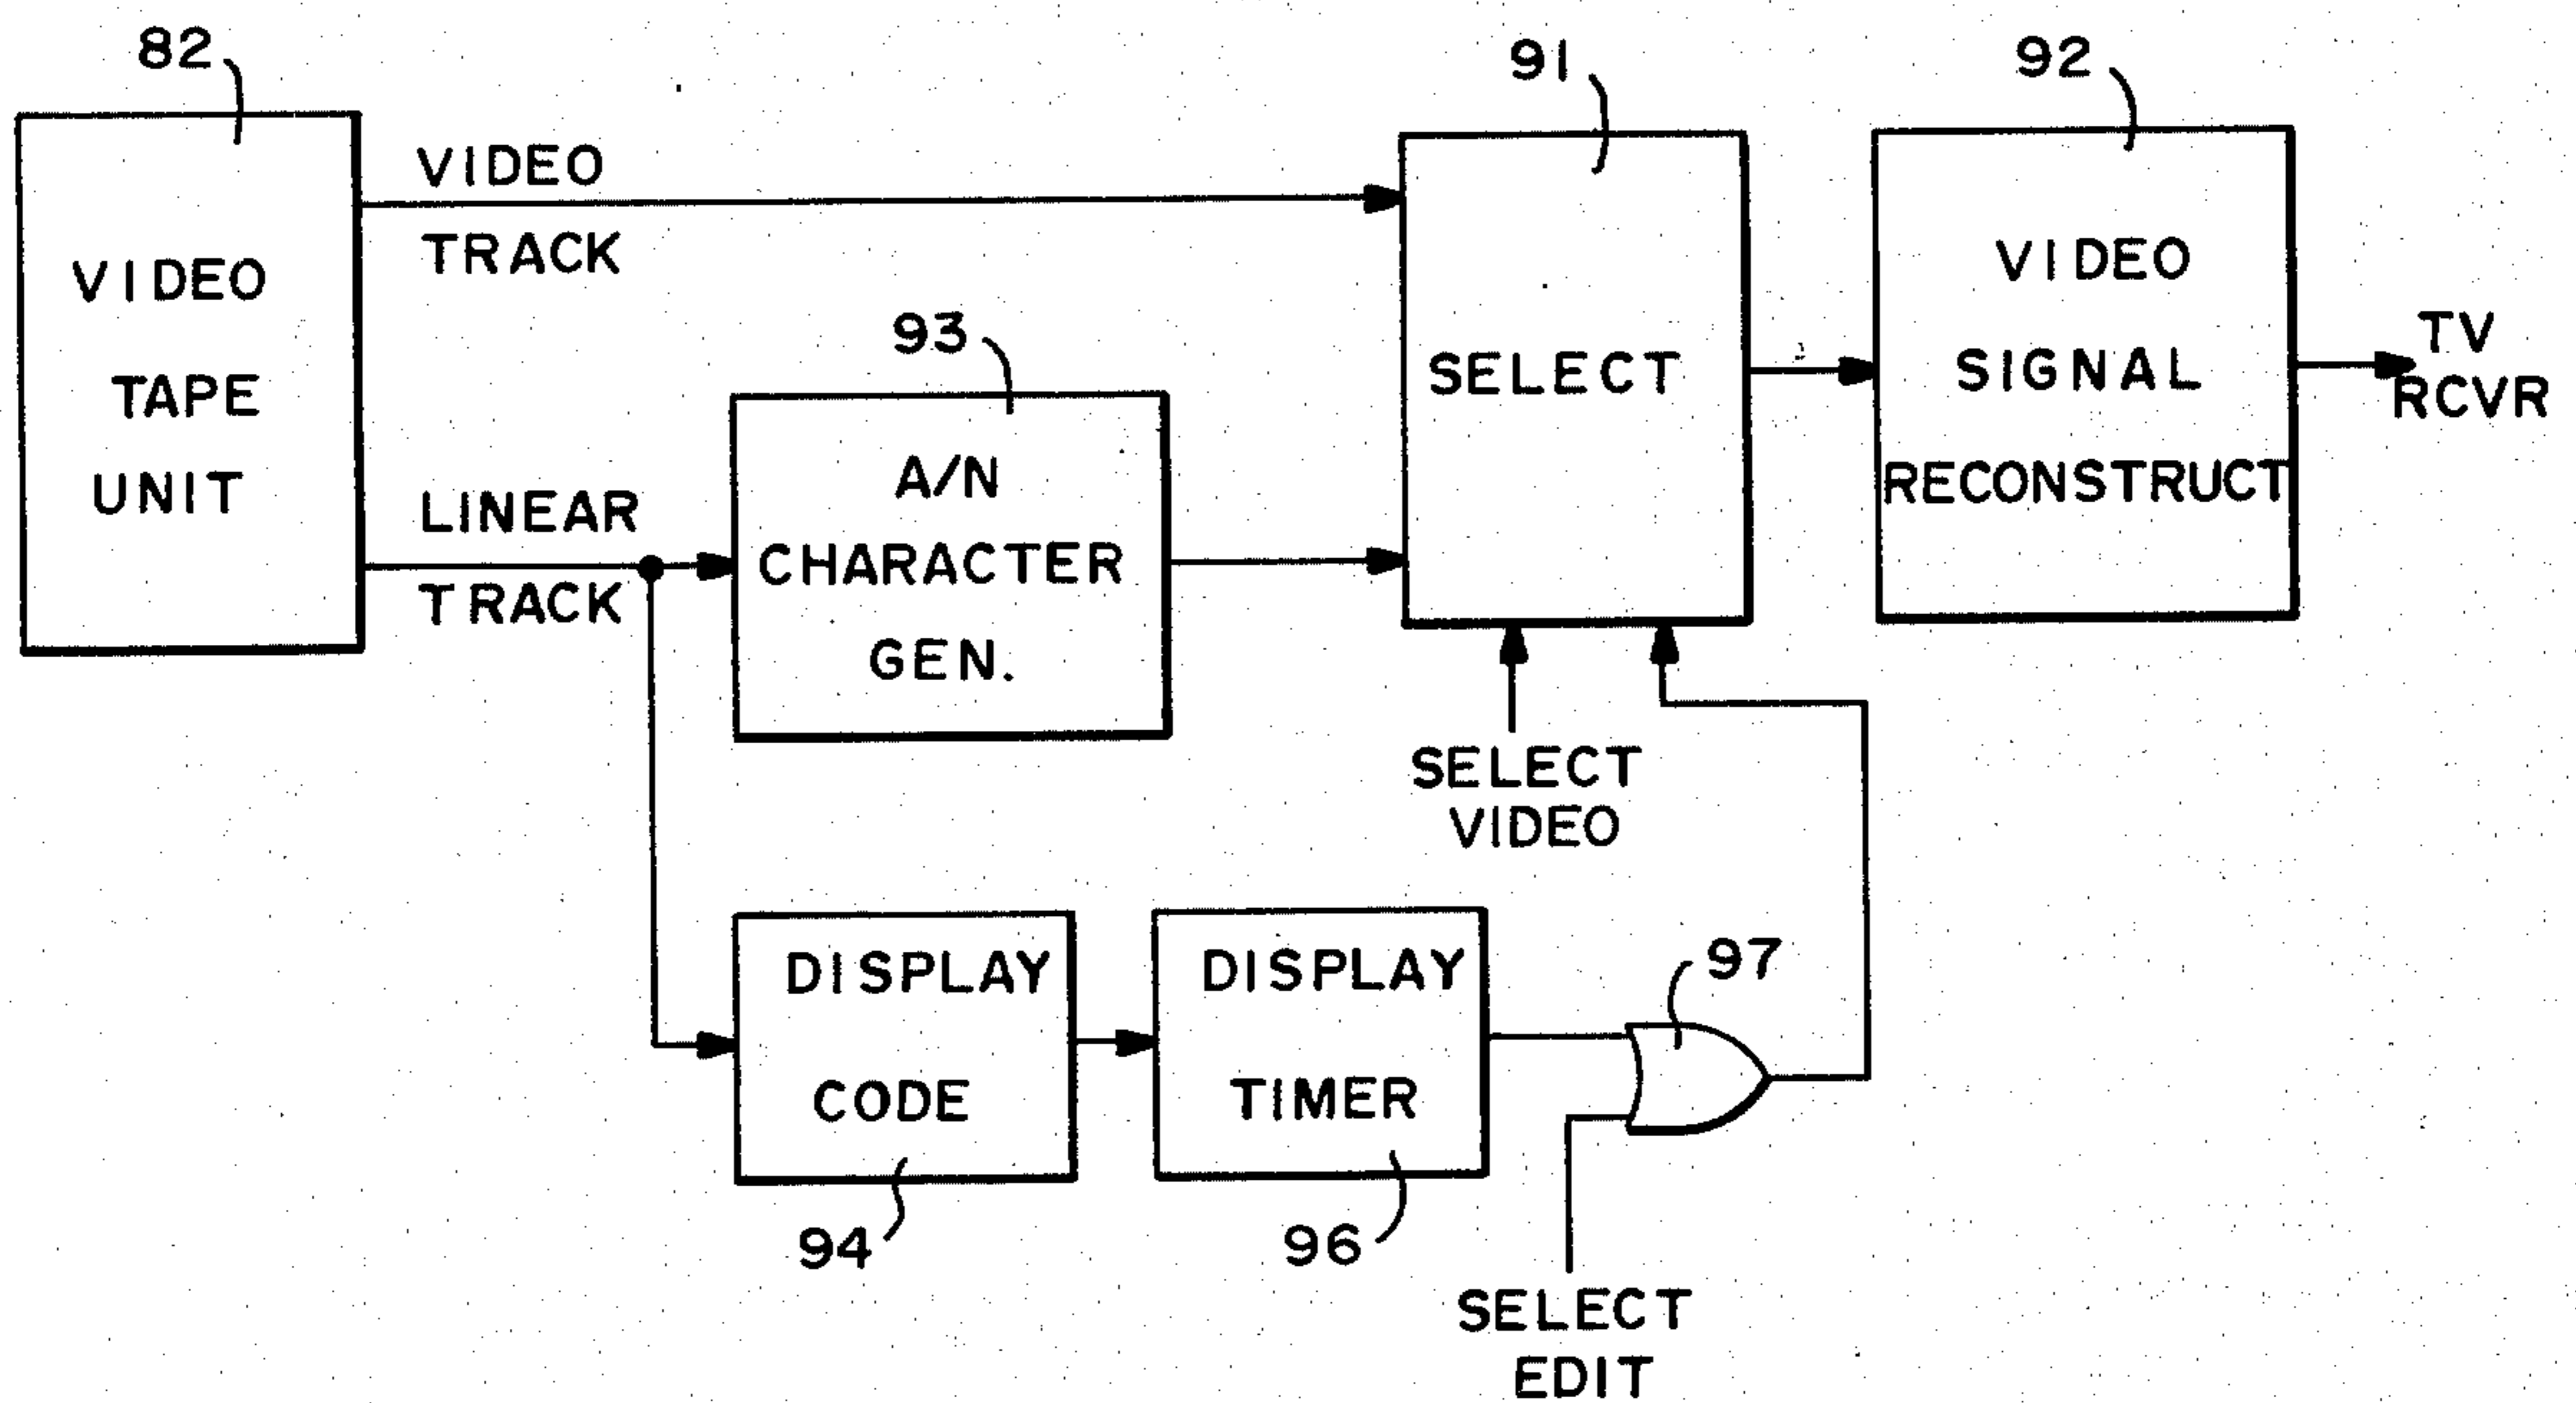 82
91
92
VIDEO
TRACK
VIDEO
TAPE
UNIT
93
SELECT
VIDEO
SIGNAL
RECONSTRUCT
TV
RCVR
LINEAR
TRACK
A/N
CHARACTER
GEN.
SELECT
VIDEO
DISPLAY
CODE
94
DISPLAY
TIMER
96
97
SELECT
EDIT